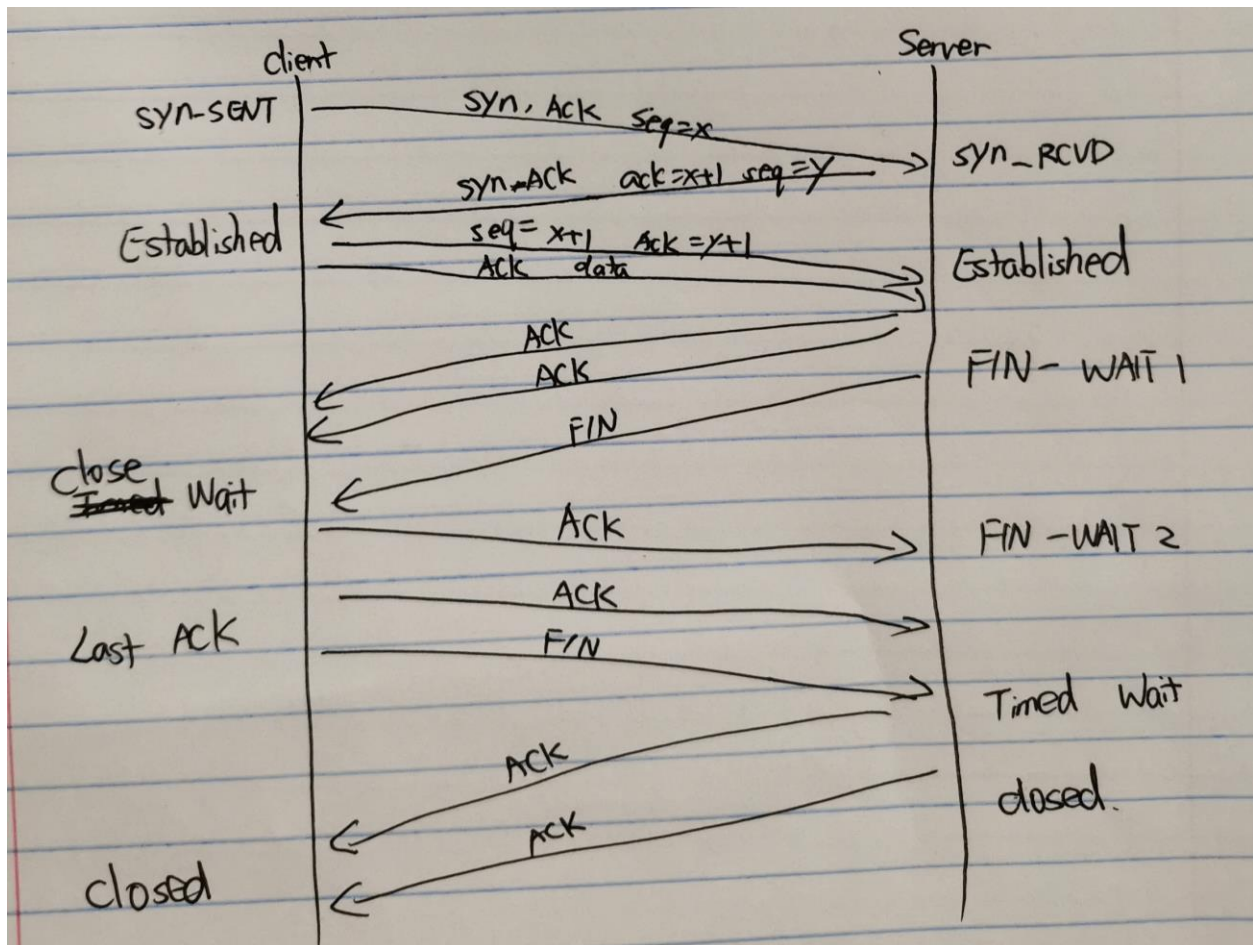 client
Server
SYN-SENT
SYN, ACK seq=x
SYN_RCVD
SYN-ACK ack=x+1 seq=y
Established
seq=x+1 Ack=y+1
Established
ACK data
ACK
FIN-WAIT 1
ACK
FIN
Close
Wait
ACK
FIN-WAIT 2
ACK
Last ACK
FIN
Timed Wait
ACK
closed.
ACK
Closed